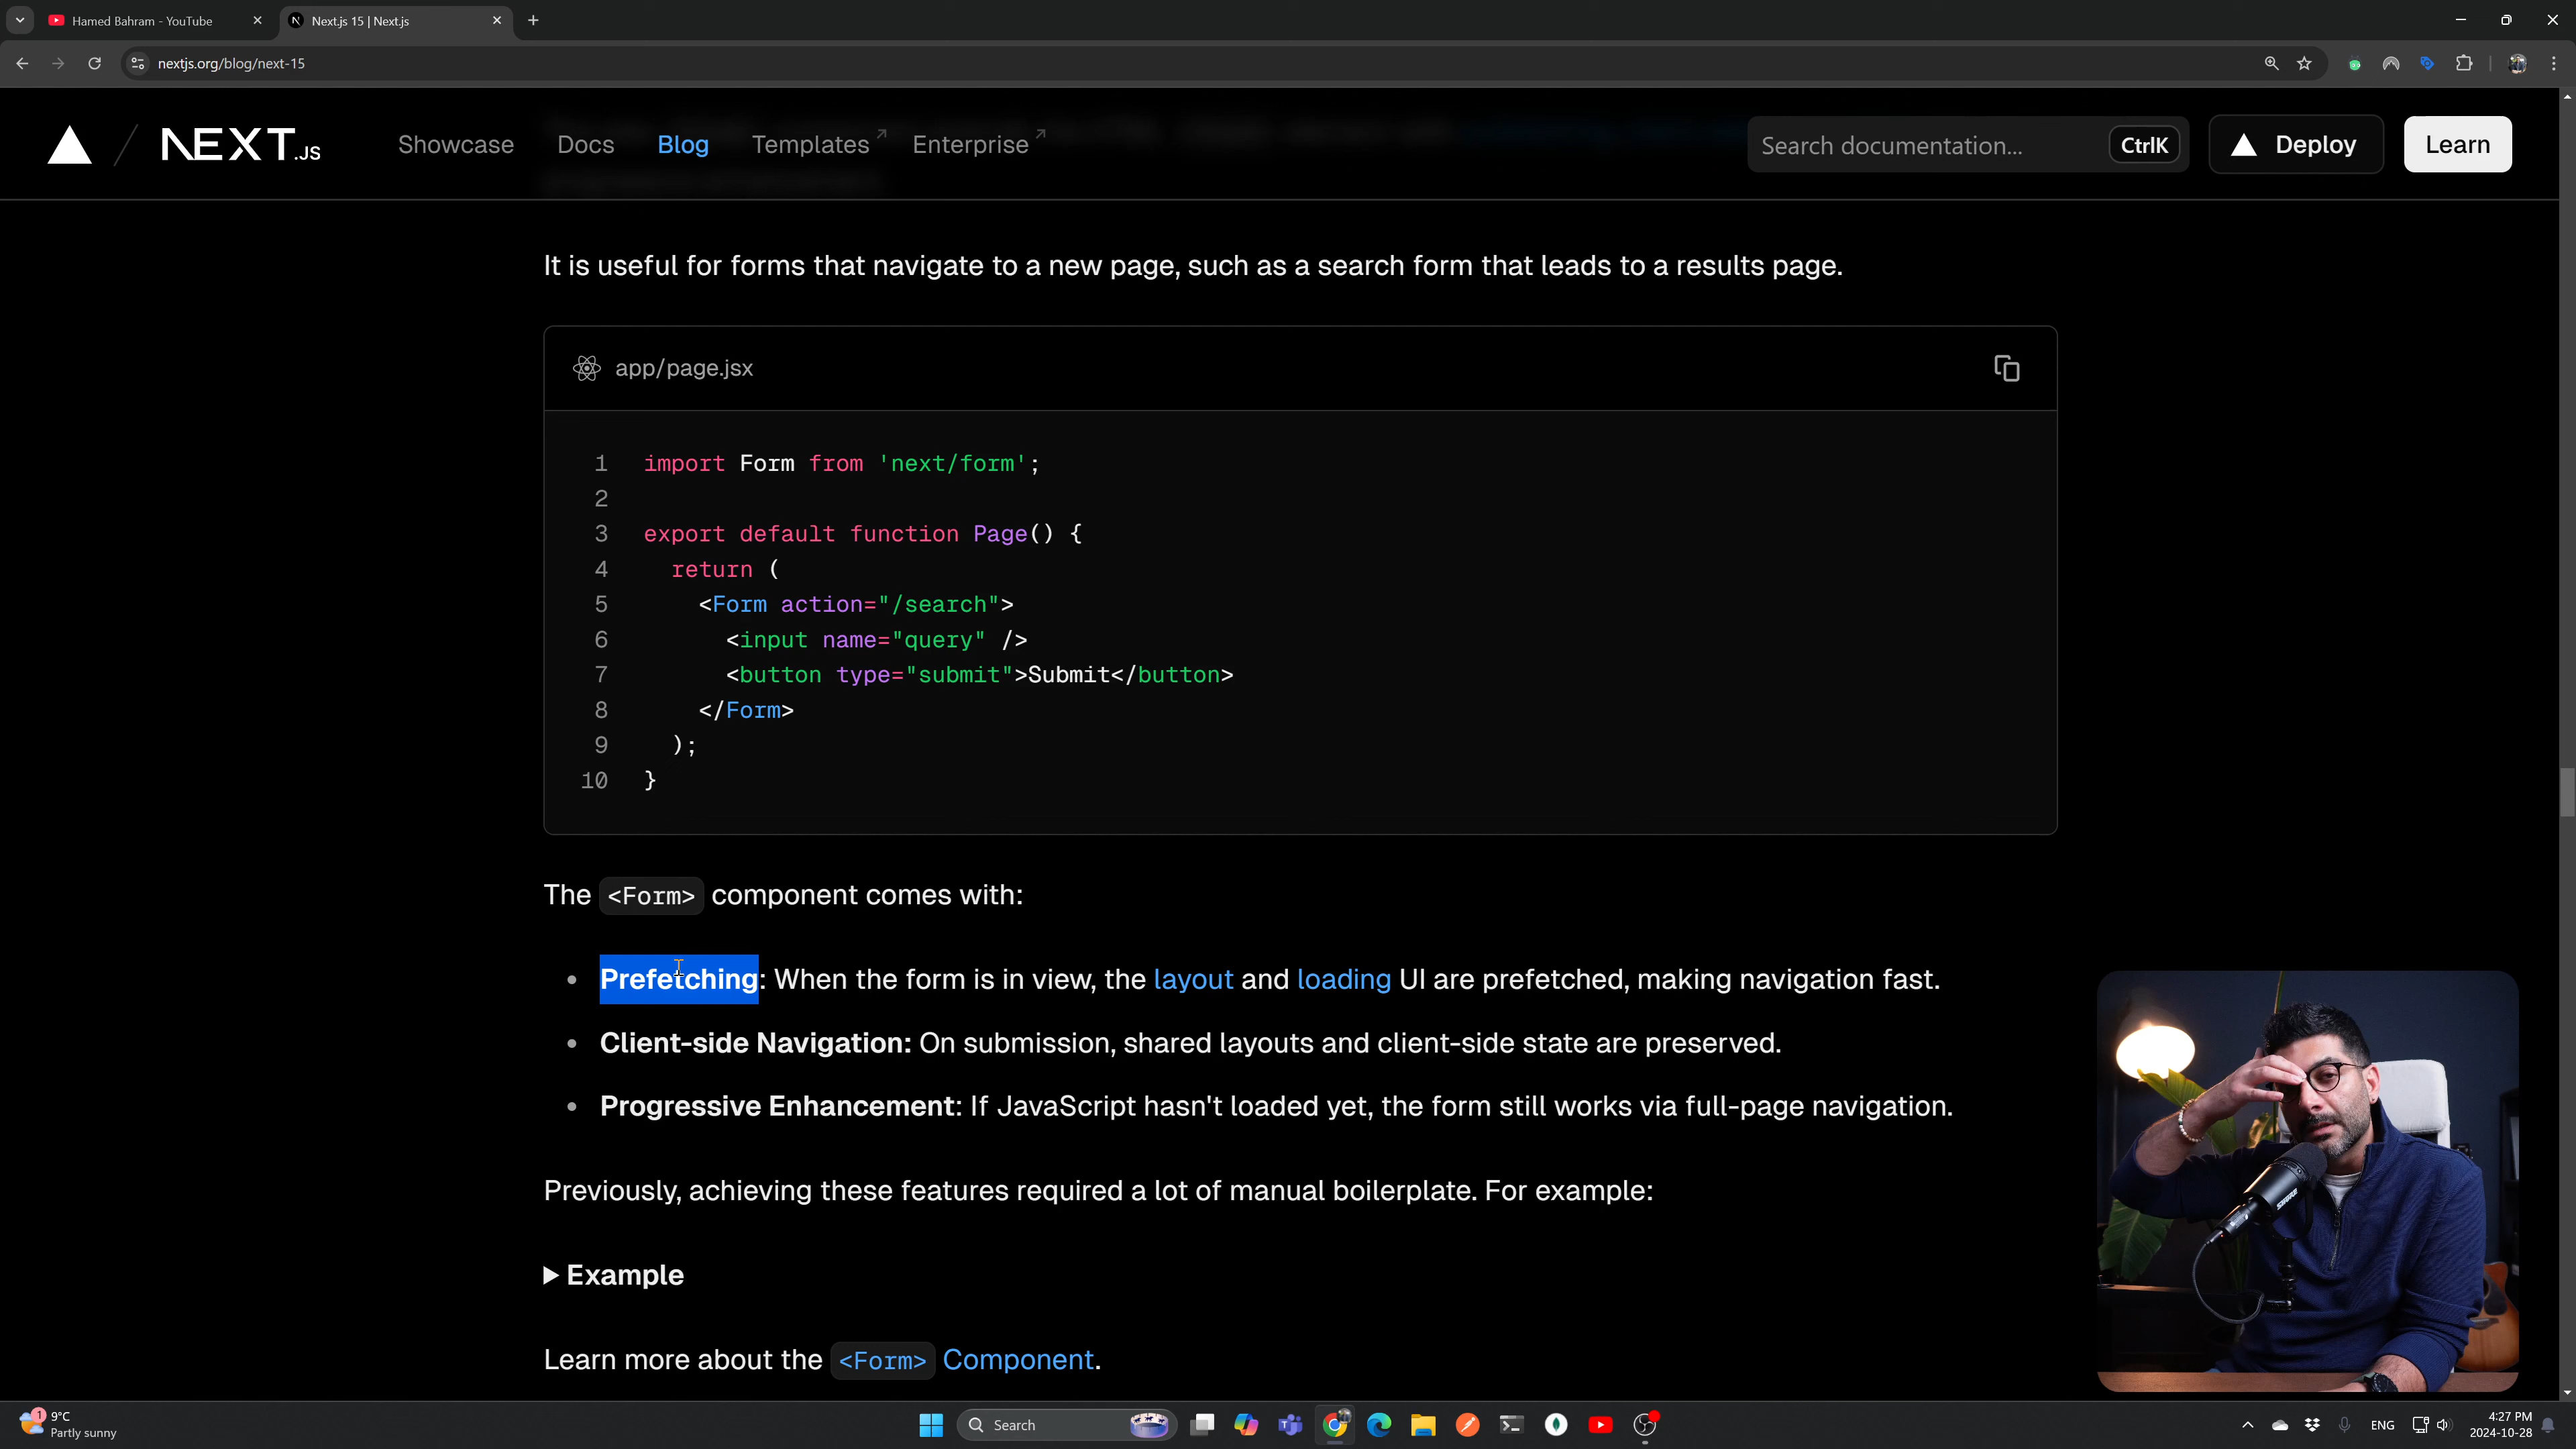 Hamed Bahram - YouTube
Next.js 15 | Next.js
nextjs.org/blog/next-15
NEXT.JS
Showcase
Docs
Blog
Templates
Enterprise
Search documentation...
CtrlK
Deploy
Learn
It is useful for forms that navigate to a new page, such as a search form that leads to a results page.
app/page.jsx
1 import Form from 'next/form';
2
3 export default function Page() {
4 return (
5 <Form action="/search">
6 <input name="query" />
7 <button type="submit">Submit</button>
8 </Form>
9 );
10 }
The <Form> component comes with:
• Prefetching: When the form is in view, the layout and loading UI are prefetched, making navigation fast.
• Client-side Navigation: On submission, shared layouts and client-side state are preserved.
• Progressive Enhancement: If JavaScript hasn't loaded yet, the form still works via full-page navigation.
Previously, achieving these features required a lot of manual boilerplate. For example:
Example
Learn more about the <Form> Component.
1
9°C
Partly sunny
Search
ENG
4:27 PM
2024-10-28